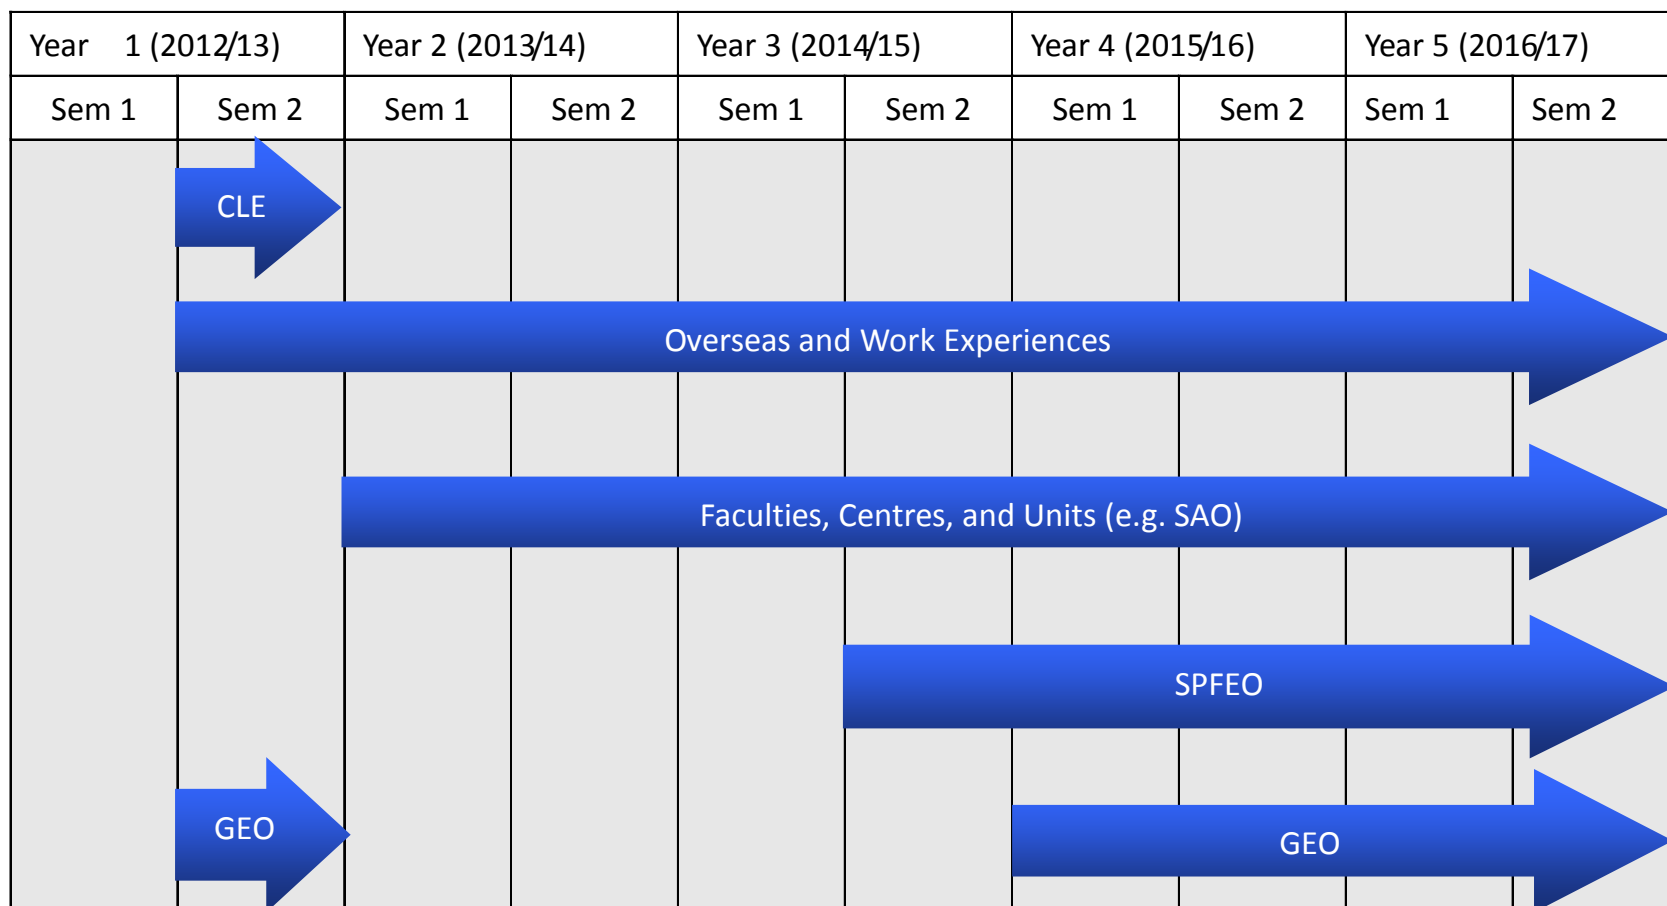 Year 1 (2012/13) Year 2 (2013/14) Year 3 (2014/15) Year 4 (2015/16) Year 5 (2016/17)
Sem 1 Sem 2 Sem 1 Sem 2 Sem 1 Sem 2 Sem 1 Sem 2 Sem 1 Sem 2
CLE
Overseas and Work Experiences
Faculties, Centres, and Units (e.g. SAO)
SPFEO
GEO GEO